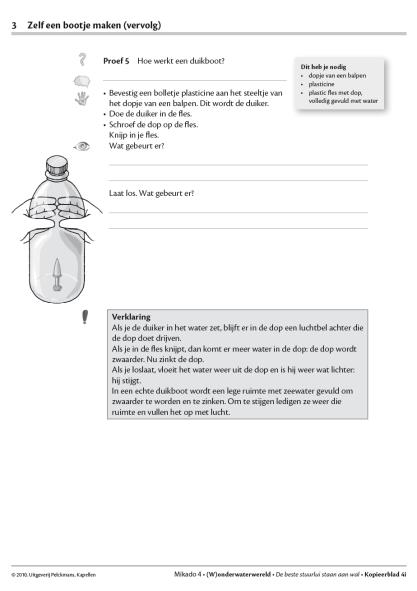 3 Zelf een bootje maken (vervolg)
Proef 5 Hoe werkt een duikboot?
Dit heb je nodig
• dopje van een balpen
• plasticine
• plastic fles met dop,
volledig gevuld met water
• Bevestig een bolletje plasticine aan het steeltje van
het dopje van een balpen. Dit wordt de duiker.
• Doe de duiker in de fles.
• Schroef de dop op de fles.
Knijp in je fles.
Wat gebeurt er?
Laat los. Wat gebeurt er?
Verklaring
Als je de duiker in het water zet, blijft er in de dop een luchtbel achter die
de dop doet drijven.
Als je in de fles knijpt, dan komt er meer water in de dop: de dop wordt
zwaarder. Nu zinkt de dop.
Als je loslaat, vloeit het water weer uit de dop en is hij weer wat lichter:
hij stijgt.
In een echte duikboot wordt een lege ruimte met zeewater gevuld om
zwaarder te worden en te zinken. Om te stijgen ledigen ze weer die
ruimte en vullen het op met lucht.
© 2010, Uitgeverij Pelckmans, Kapellen
Mikado 4 • (W)onderwaterwereld • De beste stuurlui staan aan wal • Kopieerblad 4i